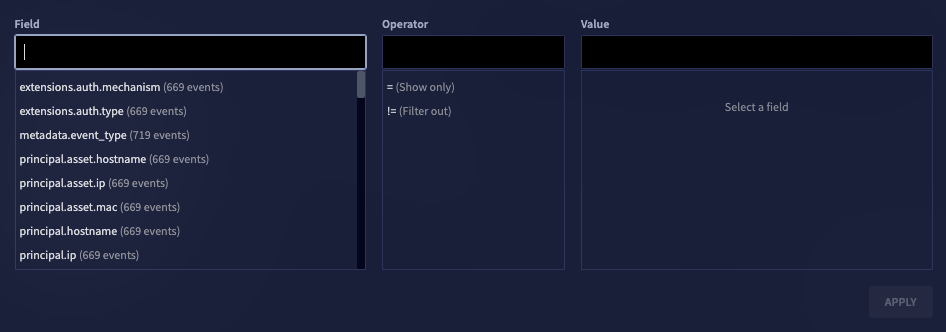 Field
Operator
Value
extensions.auth.mechanism (669 events)
extensions.auth.type (669 events)
metadata.event_type (719 events)
principal.asset.hostname (669 events)
principal.asset.ip (669 events)
principal.asset.mac (669 events)
principal.hostname (669 events)
principal.ip (669 events)
= (Show only)
!= (Filter out)
Select a field
APPLY